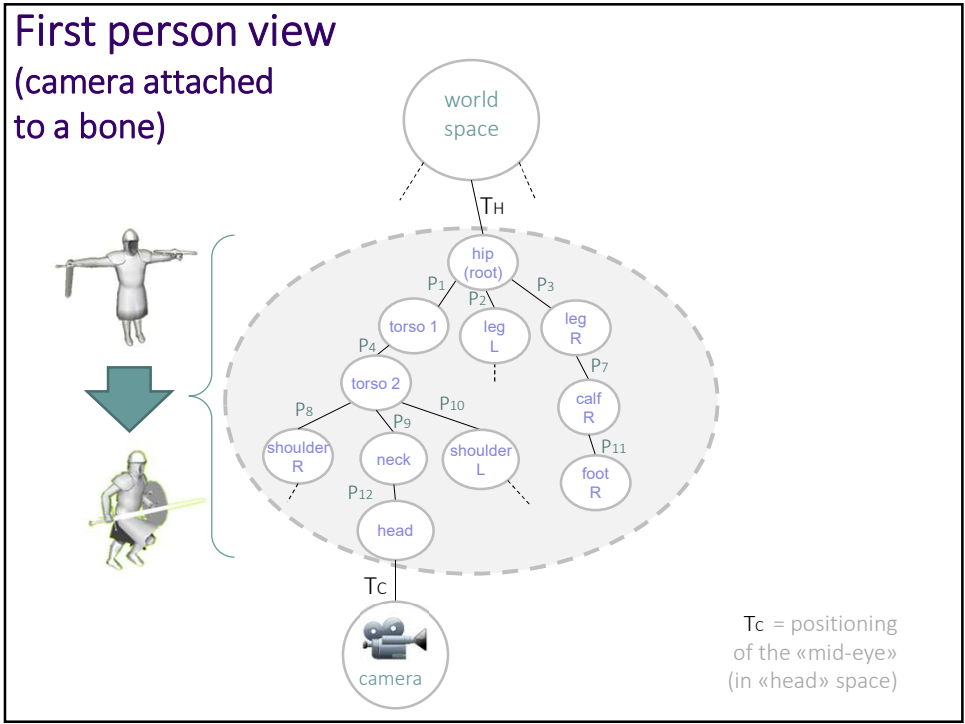 First person view
(camera attached
to a bone)
world
space
TH
hip
(root)
P1
P2
P3
torso 1
leg
L
leg
R
P4
P7
torso 2
calf
R
P8
P9
P10
P11
shoulder
R
neck
shoulder
L
foot
R
P12
head
TC
camera
Tc = positioning
of the «mid-eye»
(in «head» space)